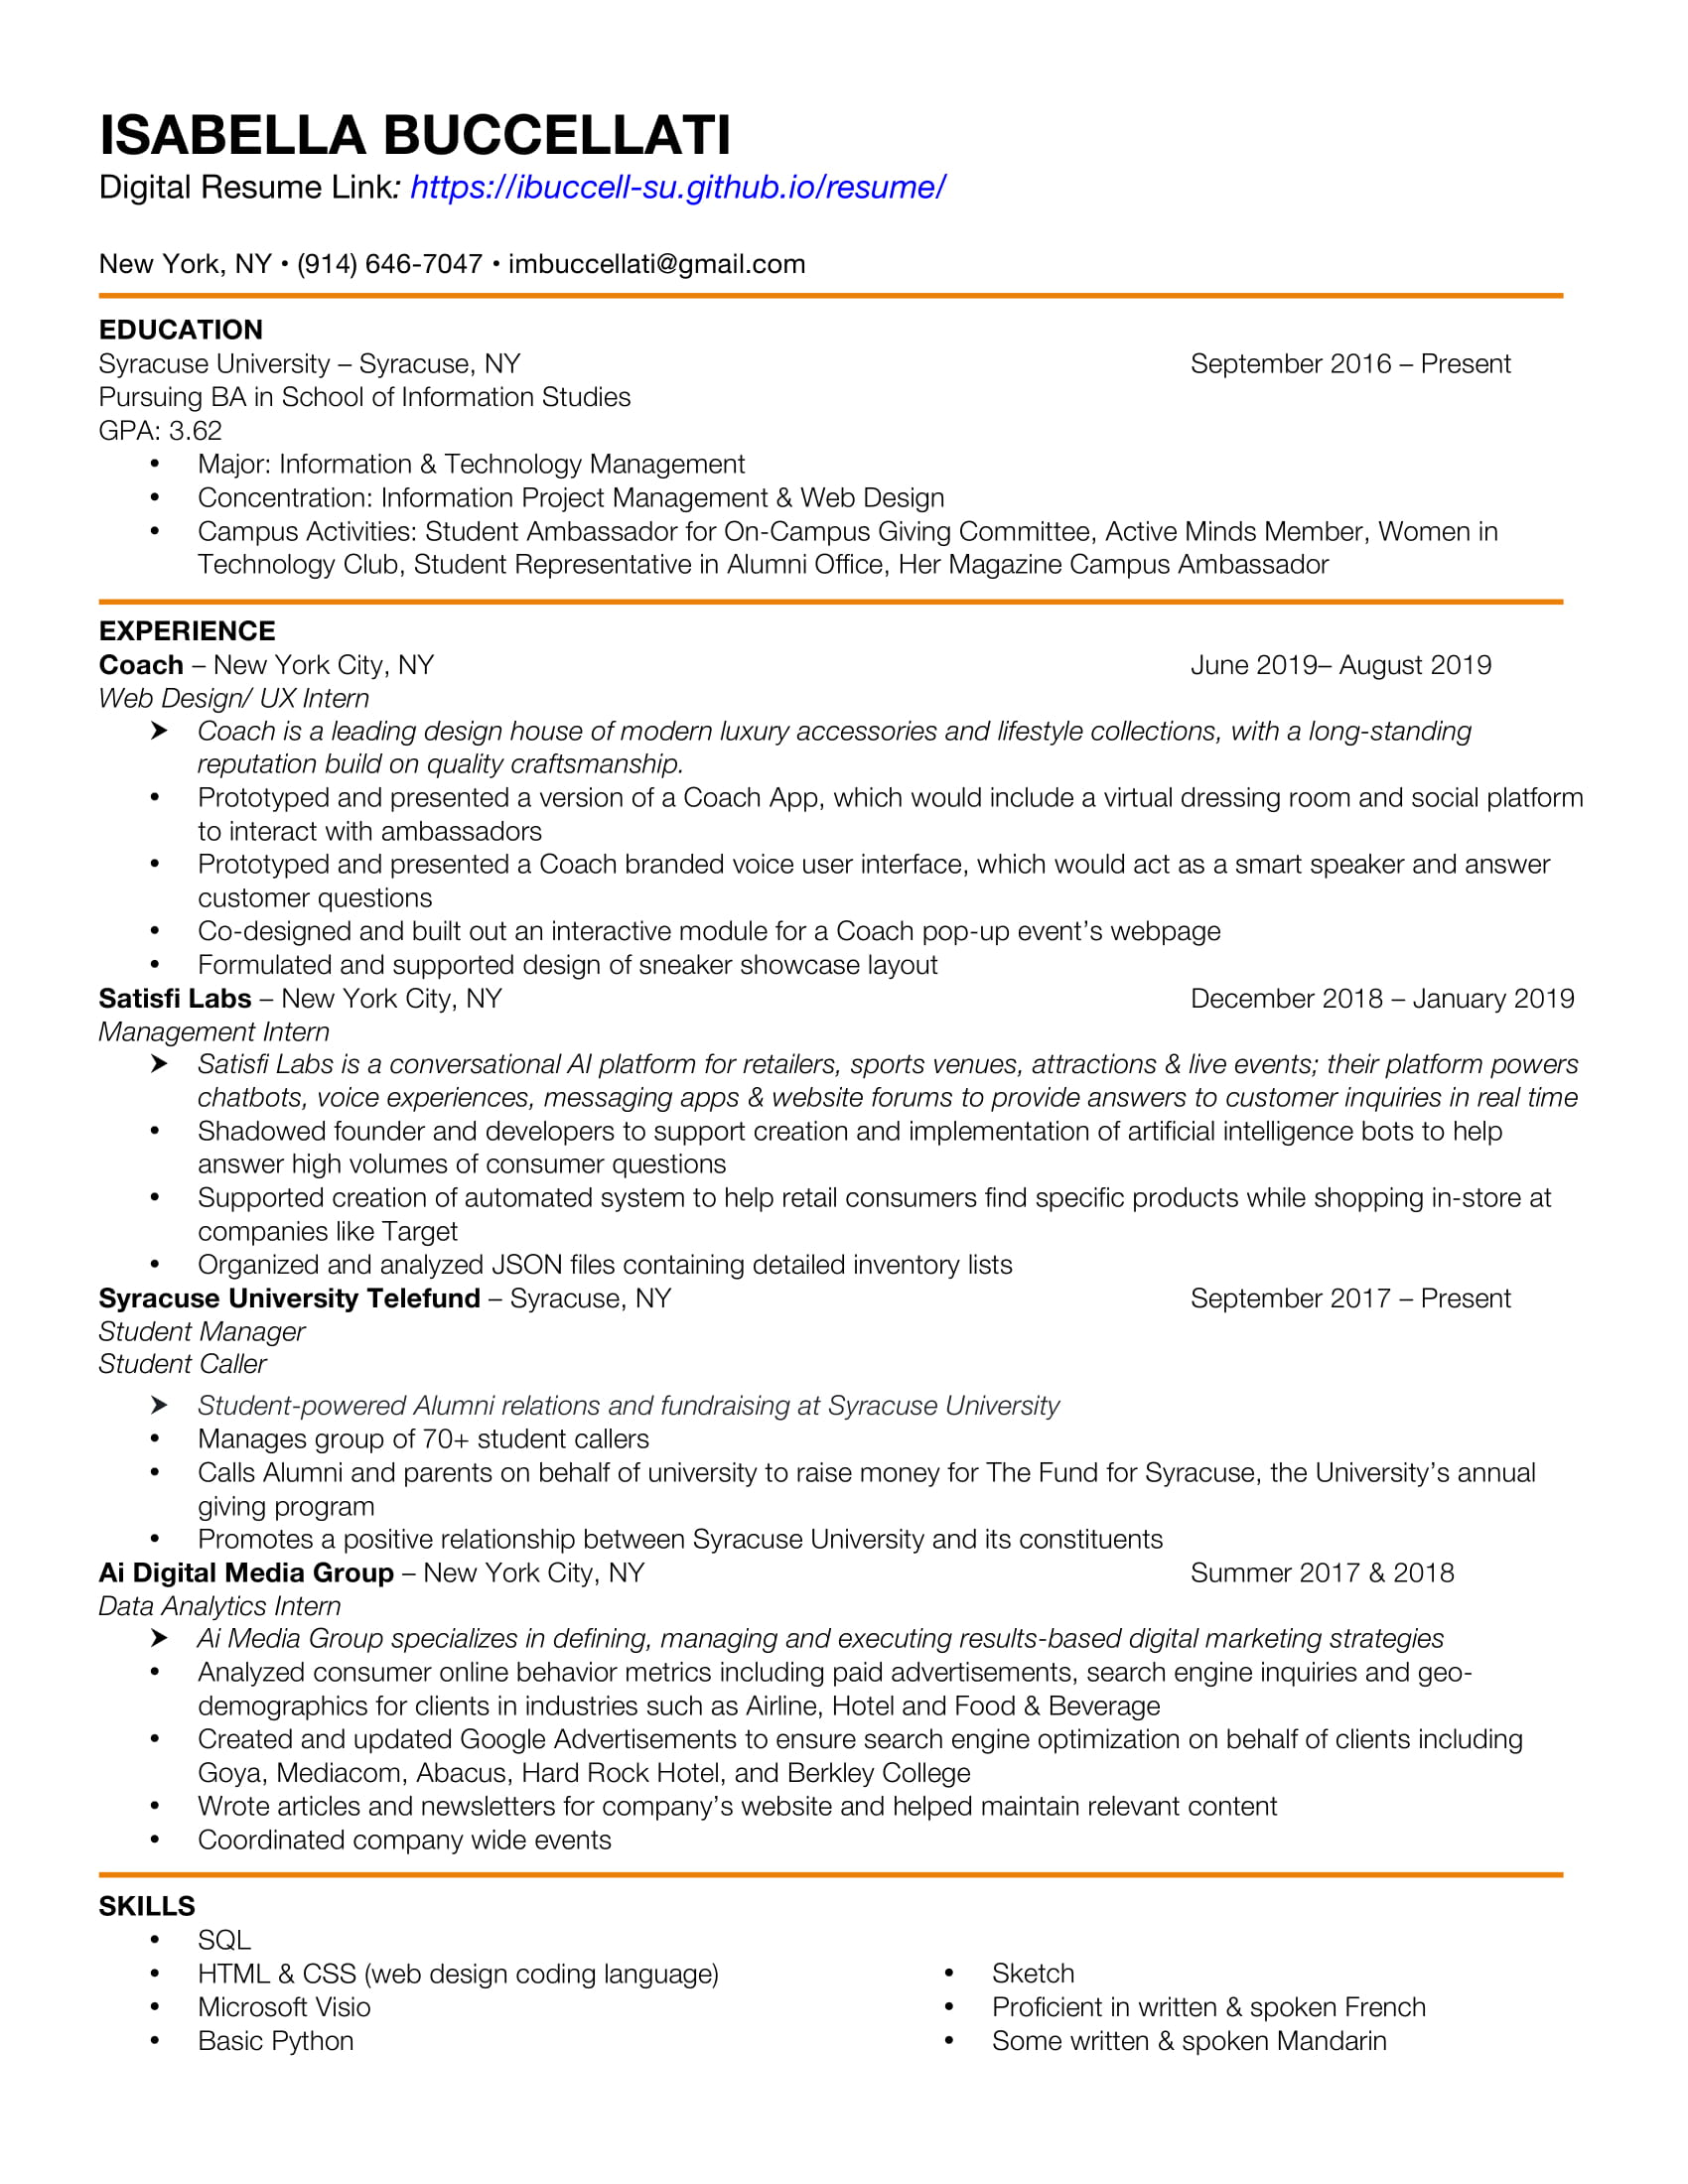 ISABELLA BUCCELLATI
Digital Resume Link: https://ibuccell-su.github.io/resume/
New York, NY • (914) 646-7047 • imbuccellati@gmail.com
EDUCATION
Syracuse University – Syracuse, NY September 2016 – Present
Pursuing BA in School of Information Studies
GPA: 3.62
• Major: Information & Technology Management
• Concentration: Information Project Management & Web Design
• Campus Activities: Student Ambassador for On-Campus Giving Committee, Active Minds Member, Women in
Technology Club, Student Representative in Alumni Office, Her Magazine Campus Ambassador
EXPERIENCE
Coach – New York City, NY June 2019– August 2019
Web Design/ UX Intern
➤ Coach is a leading design house of modern luxury accessories and lifestyle collections, with a long-standing
reputation build on quality craftsmanship.
• Prototyped and presented a version of a Coach App, which would include a virtual dressing room and social platform
to interact with ambassadors
• Prototyped and presented a Coach branded voice user interface, which would act as a smart speaker and answer
customer questions
• Co-designed and built out an interactive module for a Coach pop-up event’s webpage
• Formulated and supported design of sneaker showcase layout
Satisfi Labs – New York City, NY December 2018 – January 2019
Management Intern
➤ Satisfi Labs is a conversational AI platform for retailers, sports venues, attractions & live events; their platform powers
chatbots, voice experiences, messaging apps & website forums to provide answers to customer inquiries in real time
• Shadowed founder and developers to support creation and implementation of artificial intelligence bots to help
answer high volumes of consumer questions
• Supported creation of automated system to help retail consumers find specific products while shopping in-store at
companies like Target
• Organized and analyzed JSON files containing detailed inventory lists
Syracuse University Telefund – Syracuse, NY September 2017 – Present
Student Manager
Student Caller
➤ Student-powered Alumni relations and fundraising at Syracuse University
• Manages group of 70+ student callers
• Calls Alumni and parents on behalf of university to raise money for The Fund for Syracuse, the University’s annual
giving program
• Promotes a positive relationship between Syracuse University and its constituents
Ai Digital Media Group – New York City, NY Summer 2017 & 2018
Data Analytics Intern
➤ Ai Media Group specializes in defining, managing and executing results-based digital marketing strategies
• Analyzed consumer online behavior metrics including paid advertisements, search engine inquiries and geo-
demographics for clients in industries such as Airline, Hotel and Food & Beverage
• Created and updated Google Advertisements to ensure search engine optimization on behalf of clients including
Goya, Mediacom, Abacus, Hard Rock Hotel, and Berkley College
• Wrote articles and newsletters for company’s website and helped maintain relevant content
• Coordinated company wide events
SKILLS
• SQL
• HTML & CSS (web design coding language)
• Microsoft Visio
• Basic Python
• Sketch
• Proficient in written & spoken French
• Some written & spoken Mandarin